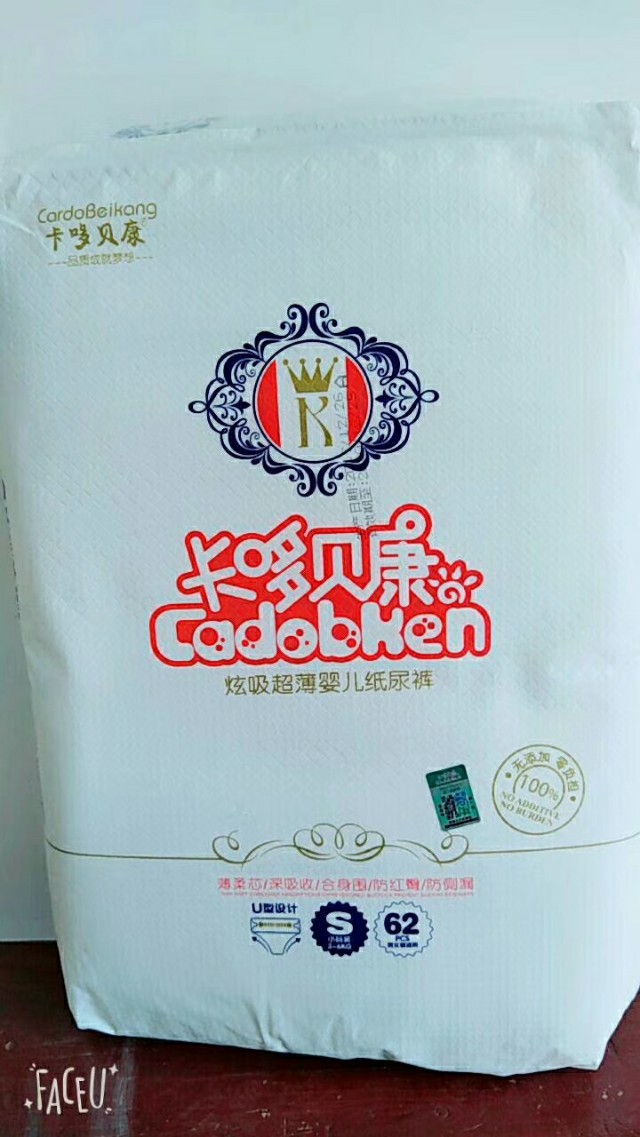 CardoBeikang
卡哆贝康
品质成就梦想
K
卡哆贝康
Cadobken
炫吸超薄婴儿纸尿裤
无添加 零负担
100%
NO ADDITIVE
NO BURDEN
薄柔芯/深吸收/合身围/防红臀/防侧漏
U型设计
S
62
PCS
FACEU